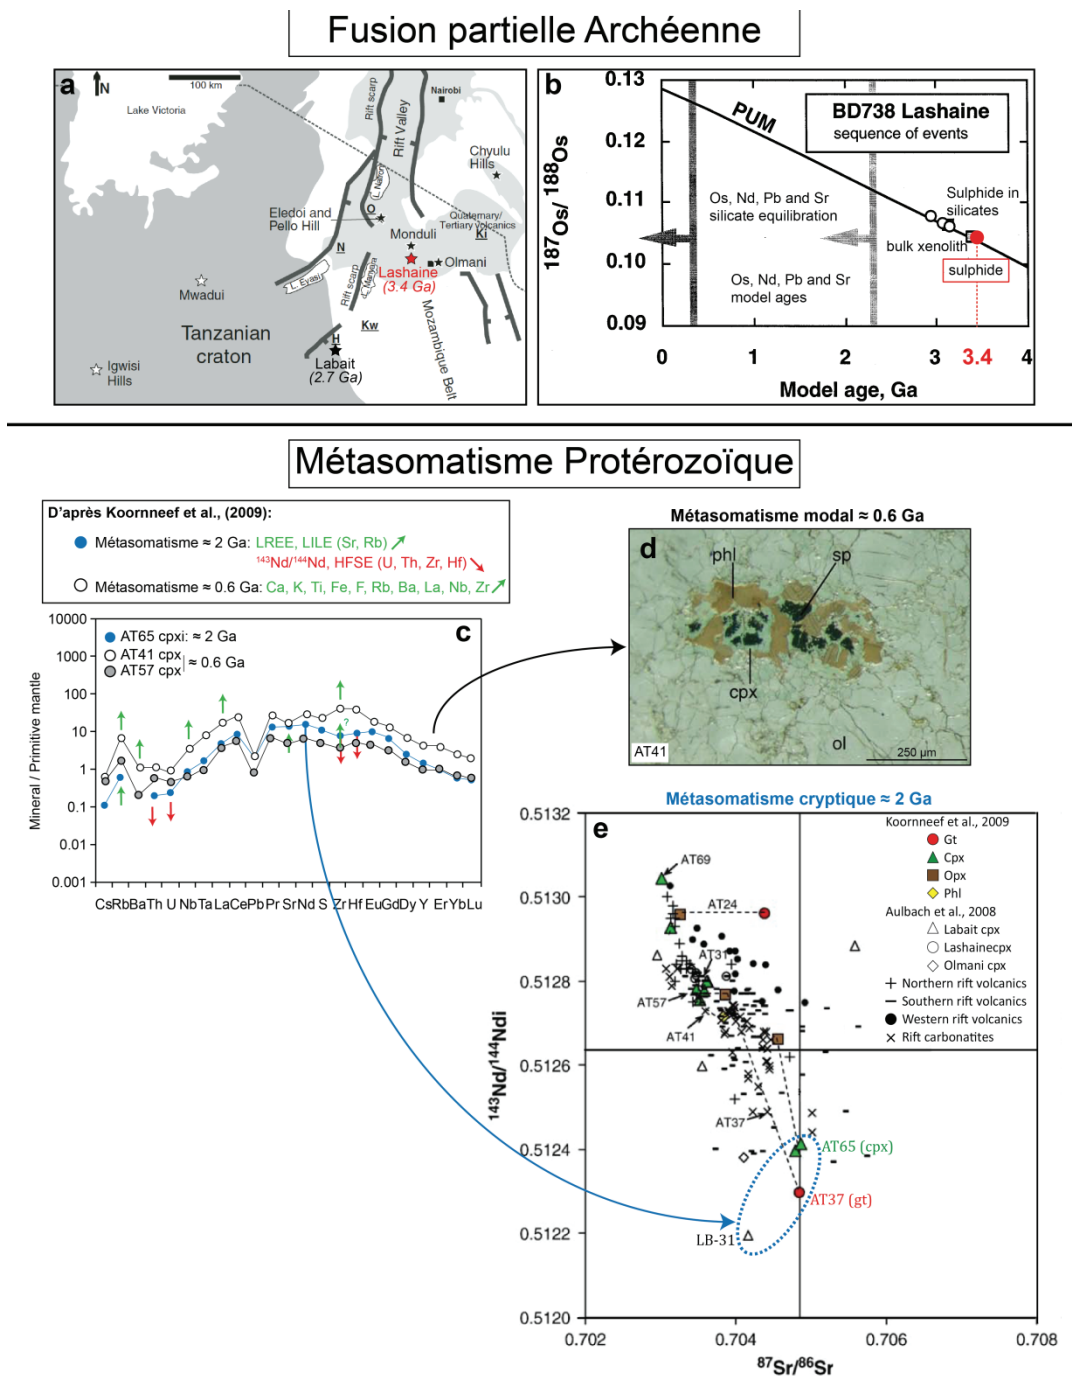 Fusion partielle Archéenne
a
N
100 km
Lake Victoria
Rift scarp
Rift Valley
Nairobi
Chyulu
Hills
L. Natron
O
Eledoi and
Pello Hill
Quaternary/
Tertiary volcanics
Ki
N
Monduli
Olmani
Lashaine
(3.4 Ga)
L. Eyasi
Rift scarp
L. Manyara
Mwadui
Tanzanian
craton
Kw
H
Labait
(2.7 Ga)
Mozambique Belt
Igwisi
Hills
b
0.13
0.12
0.11
0.10
0.09
187Os/ 188Os
PUM
BD738 Lashaine
sequence of events
Os, Nd, Pb and Sr
silicate equilibration
Sulphide in
silicates
bulk xenolith
sulphide
Os, Nd, Pb and Sr
model ages
0 1 2 3 3.4 4
Model age, Ga
Métasomatisme Protérozoïque
D'après Koornneef et al., (2009):
Métasomatisme ≈ 2 Ga: LREE, LILE (Sr, Rb)
143Nd/144Nd, HFSE (U, Th, Zr, Hf)
Métasomatisme ≈ 0.6 Ga: Ca, K, Ti, Fe, F, Rb, Ba, La, Nb, Zr
c
10000
1000
100
10
1
0.1
0.01
0.001
Mineral / Primitive mantle
AT65 cpxi: ≈ 2 Ga
AT41 cpx
AT57 cpx
≈ 0.6 Ga
?
CsRbBaTh U NbTa LaCePb Pr SrNd S Zr Hf EuGdDy Y ErYbLu
Métasomatisme modal ≈ 0.6 Ga
d
phl
sp
cpx
ol
AT41
250 µm
Métasomatisme cryptique ≈ 2 Ga
e
0.5132
0.5130
0.5128
0.5126
0.5124
0.5122
0.5120
143Nd/144Ndi
Koornneef et al., 2009
Gt
Cpx
Opx
Phl
Aulbach et al., 2008
Labait cpx
Lashainecpx
Olmani cpx
Northern rift volcanics
Southern rift volcanics
Western rift volcanics
Rift carbonatites
AT69
AT24
AT31
AT57
AT41
AT37
AT65 (cpx)
AT37 (gt)
LB-31
0.702 0.704 0.706 0.708
87Sr/86Sr